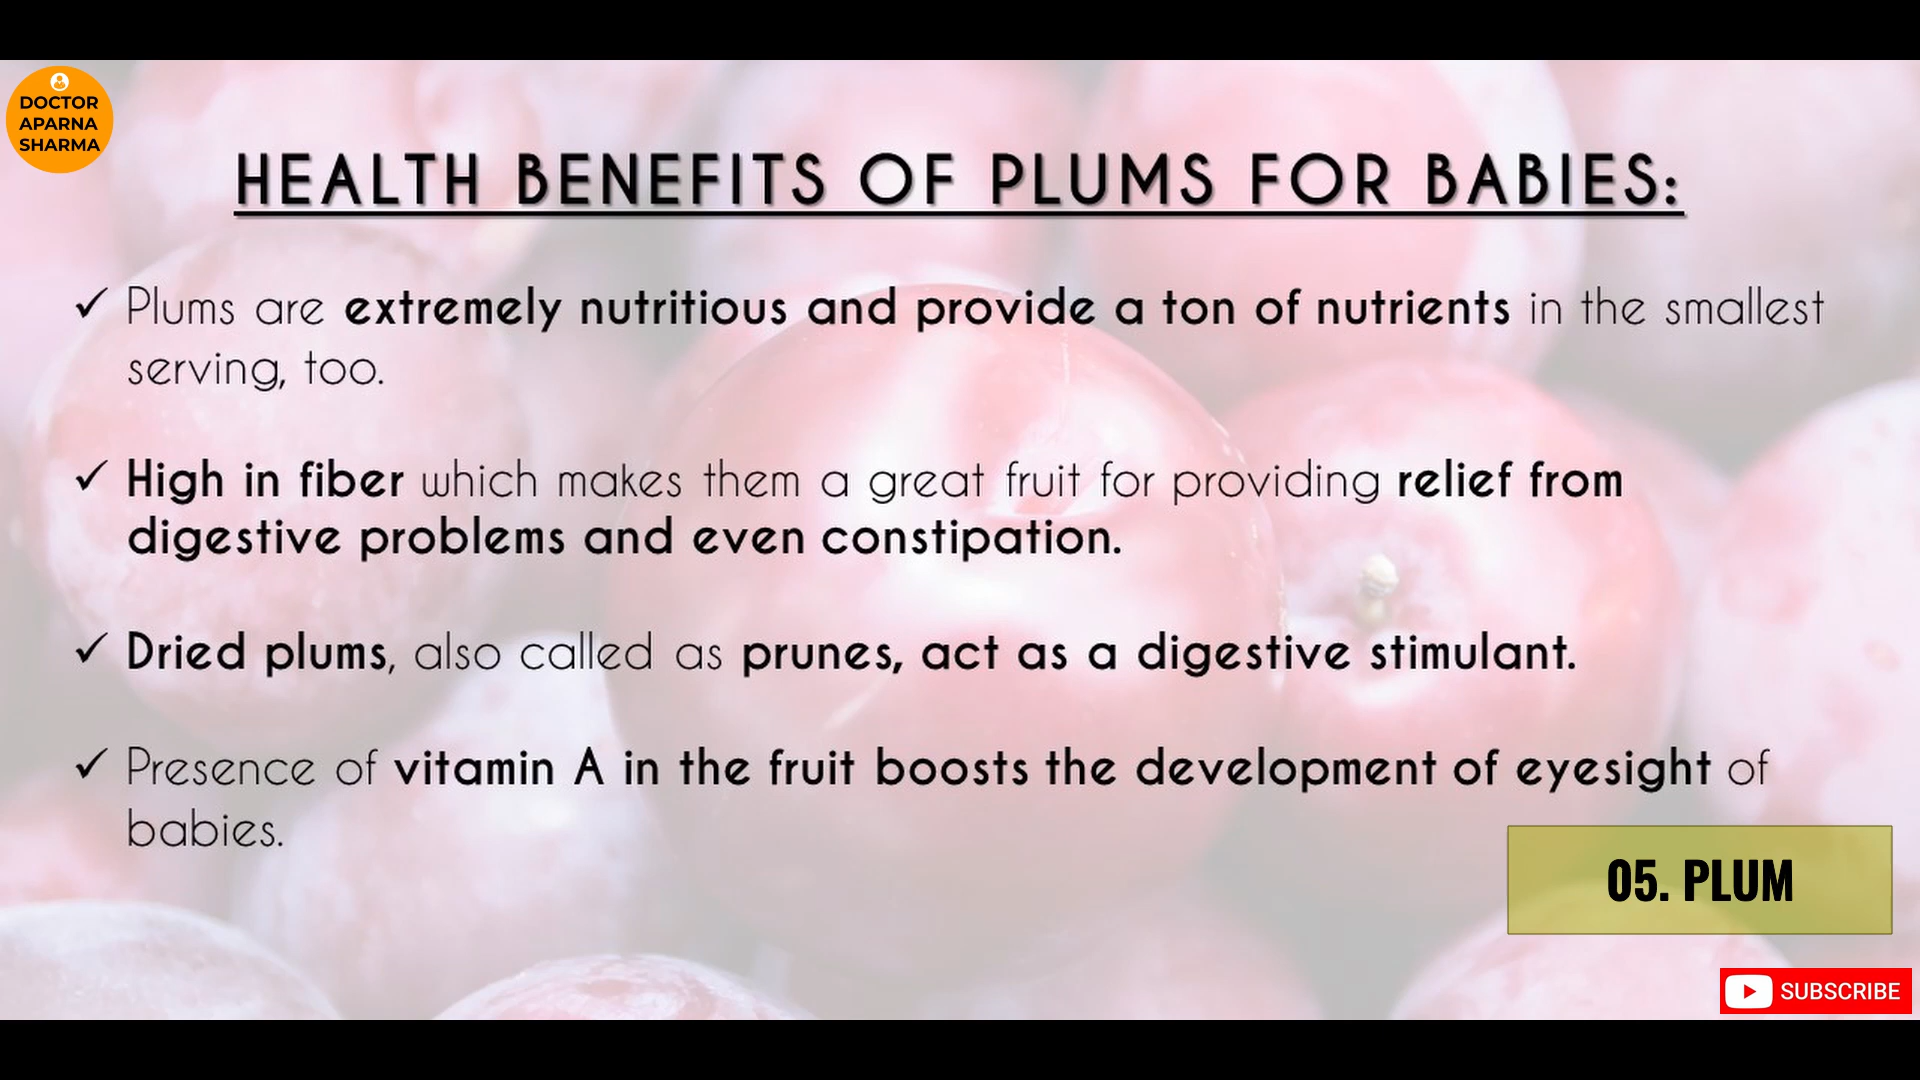 DOCTOR
APARNA
SHARMA
HEALTH BENEFITS OF PLUMS FOR BABIES:
✓ Plums are extremely nutritious and provide a ton of nutrients in the smallest
serving, too.
✓ High in fiber which makes them a great fruit for providing relief from
digestive problems and even constipation.
✓ Dried plums, also called as prunes, act as a digestive stimulant.
✓ Presence of vitamin A in the fruit boosts the development of eyesight of
babies.
05. PLUM
SUBSCRIBE